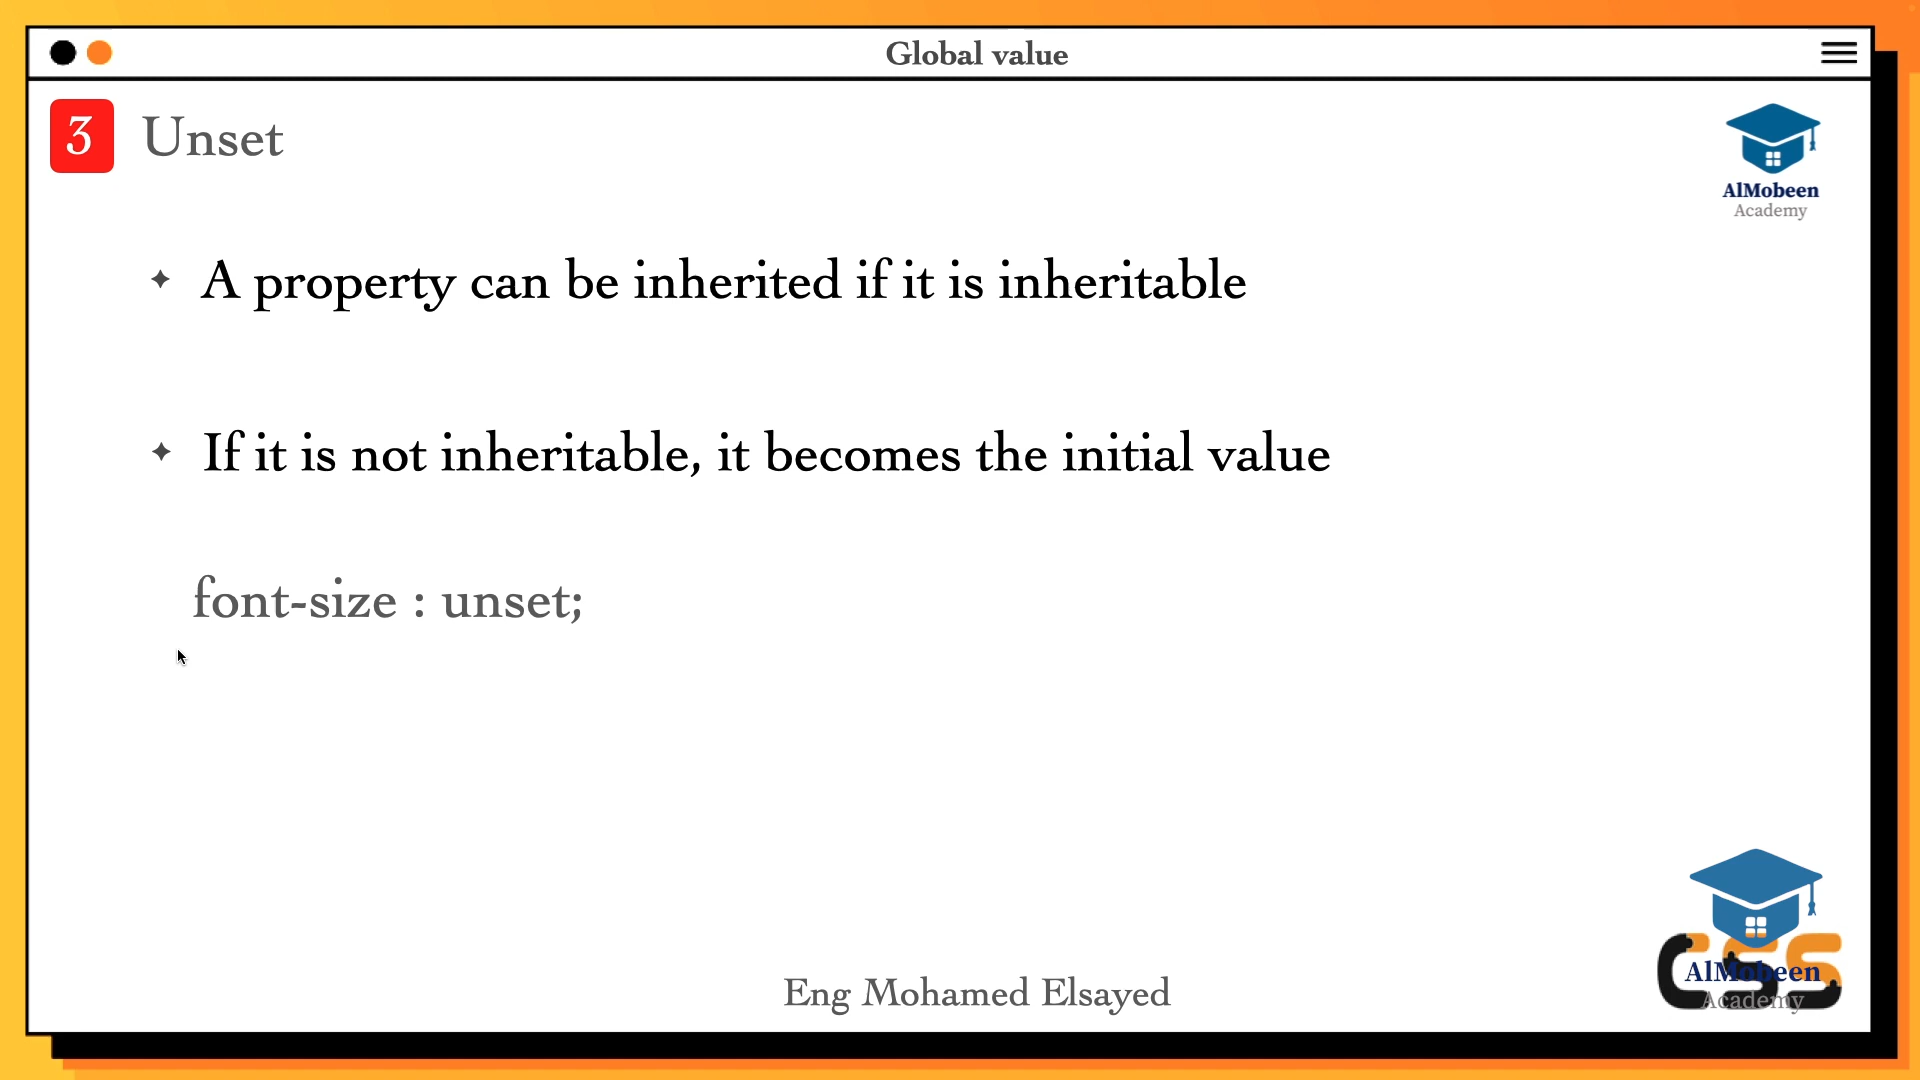 Global value
3 Unset
AlMobeen
Academy
A property can be inherited if it is inheritable
If it is not inheritable, it becomes the initial value
font-size : unset;
Eng Mohamed Elsayed
CSS
AlMobeen
Academy